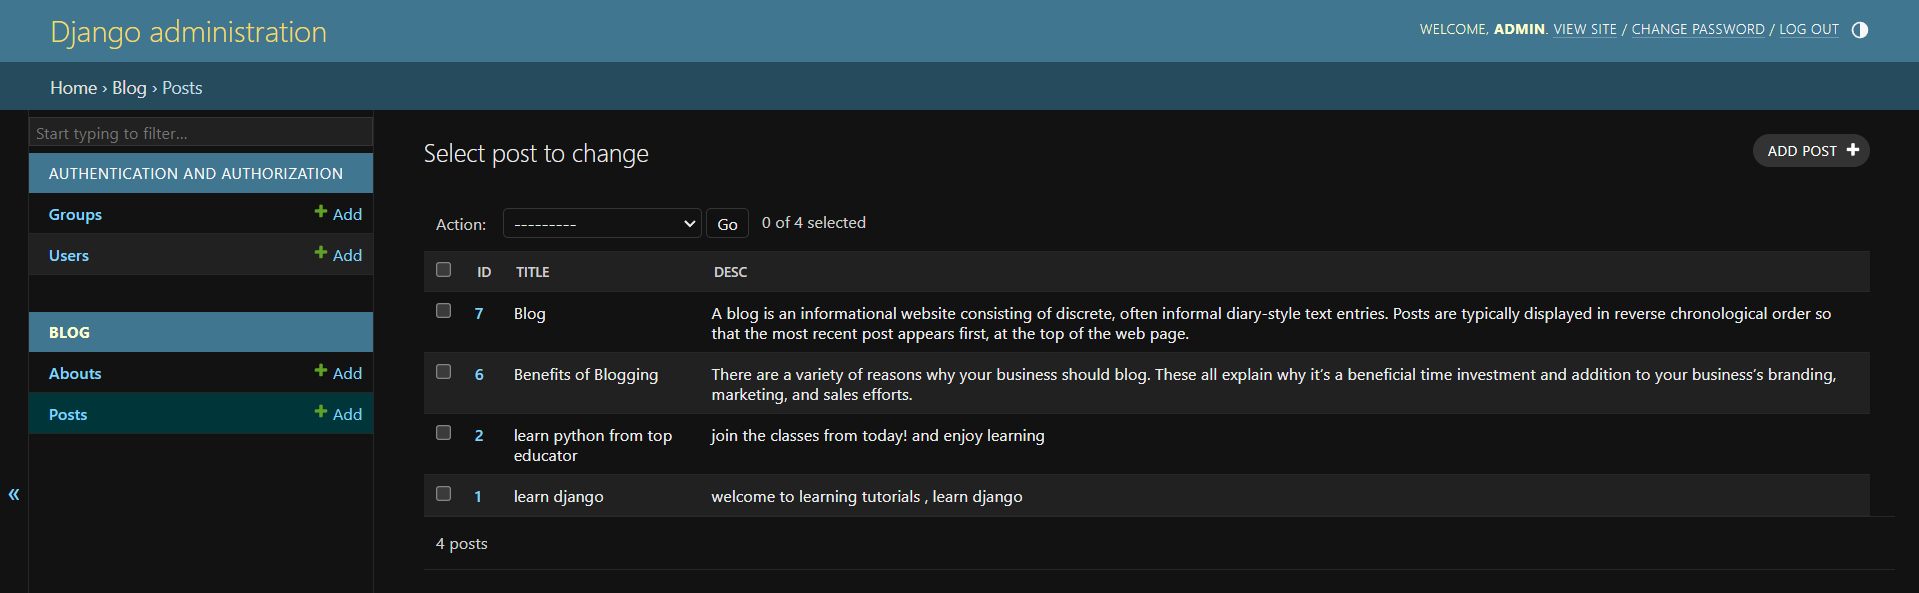 Django administration
WELCOME, ADMIN. VIEW SITE / CHANGE PASSWORD / LOG OUT
Home › Blog › Posts
Start typing to filter...
AUTHENTICATION AND AUTHORIZATION
Groups + Add
Users + Add
BLOG
Abouts + Add
Posts + Add
«
Select post to change
ADD POST +
Action: --------- Go 0 of 4 selected
ID TITLE DESC
7 Blog A blog is an informational website consisting of discrete, often informal diary-style text entries. Posts are typically displayed in reverse chronological order so
that the most recent post appears first, at the top of the web page.
6 Benefits of Blogging There are a variety of reasons why your business should blog. These all explain why it’s a beneficial time investment and addition to your business’s branding,
marketing, and sales efforts.
2 learn python from top join the classes from today! and enjoy learning
educator
1 learn django welcome to learning tutorials , learn django
4 posts